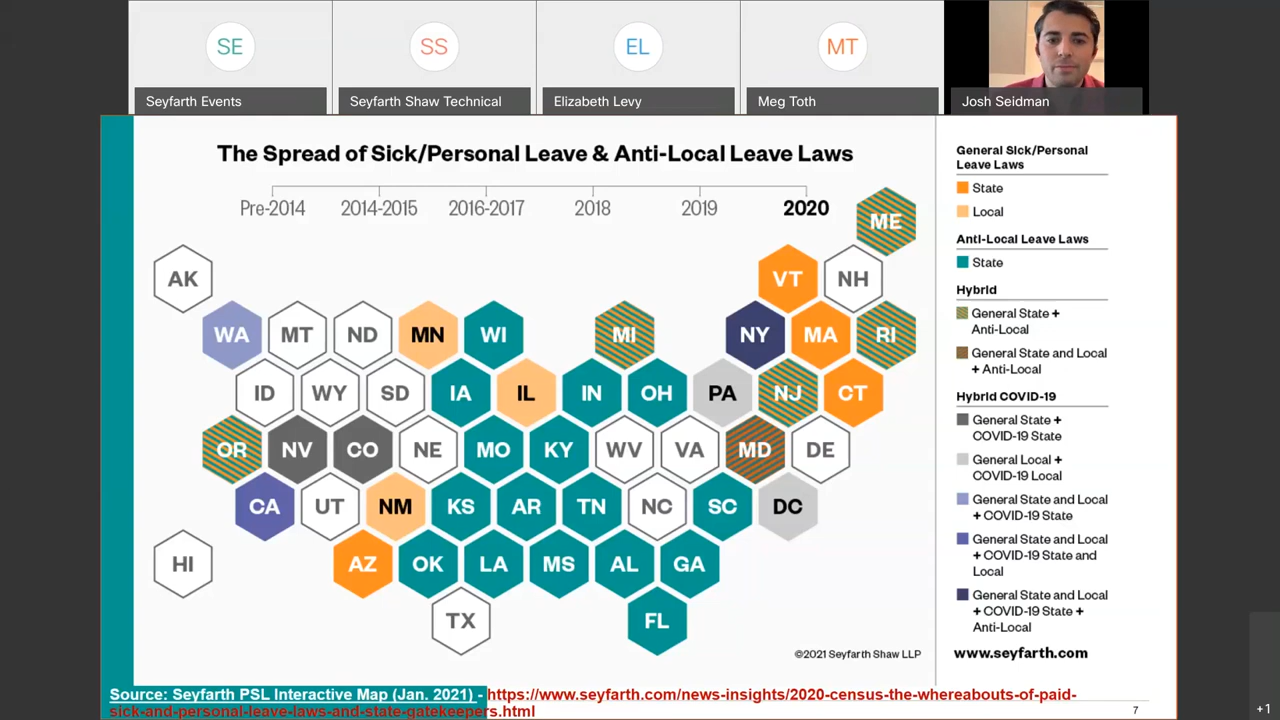 SE
SS
EL
MT
Seyfarth Events
Seyfarth Shaw Technical
Elizabeth Levy
Meg Toth
Josh Seidman
The Spread of Sick/Personal Leave & Anti-Local Leave Laws
Pre-2014
2014-2015
2016-2017
2018
2019
2020
ME
AK
VT
NH
WA
MT
ND
MN
WI
MI
NY
MA
RI
ID
WY
SD
IA
IL
IN
OH
PA
NJ
CT
OR
NV
CO
NE
MO
KY
WV
VA
MD
DE
CA
UT
NM
KS
AR
TN
NC
SC
DC
HI
AZ
OK
LA
MS
AL
GA
TX
FL
©2021 Seyfarth Shaw LLP
General Sick/Personal
Leave Laws
State
Local
Anti-Local Leave Laws
State
Hybrid
General State +
Anti-Local
General State and Local
+ Anti-Local
Hybrid COVID-19
General State +
COVID-19 State
General Local +
COVID-19 Local
General State and Local
+ COVID-19 State
General State and Local
+ COVID-19 State and
Local
General State and Local
+ COVID-19 State +
Anti-Local
www.seyfarth.com
Source: Seyfarth PSL Interactive Map (Jan. 2021) - https://www.seyfarth.com/news-insights/2020-census-the-whereabouts-of-paid-
sick-and-personal-leave-laws-and-state-gatekeepers.html
7
+1